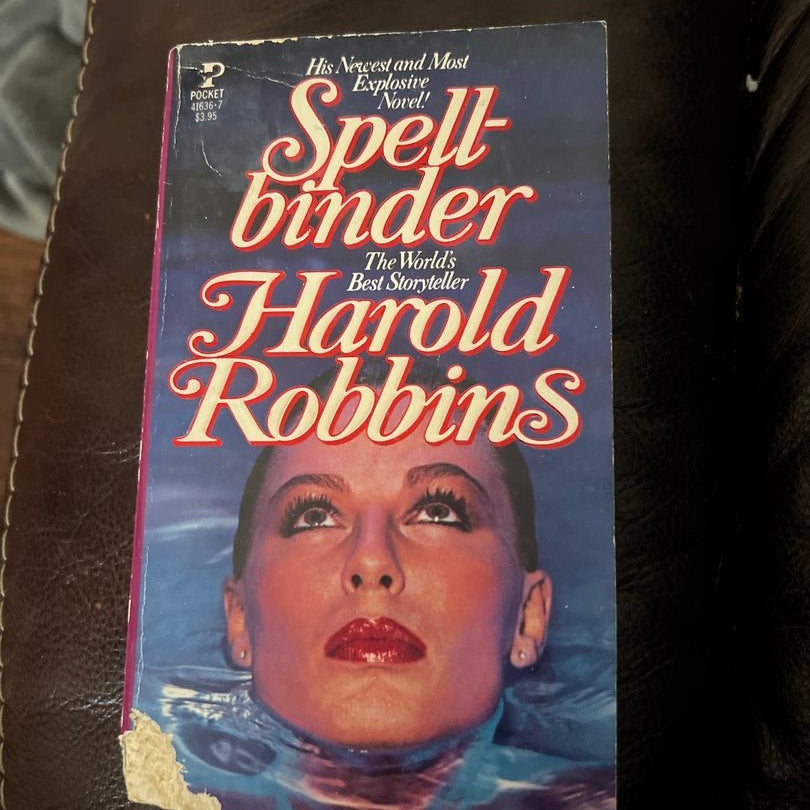 POCKET
41636-7
$3.95
His Newest and Most
Explosive
Novel!
Spell-
binder
The World's
Best Storyteller
Harold
Robbins